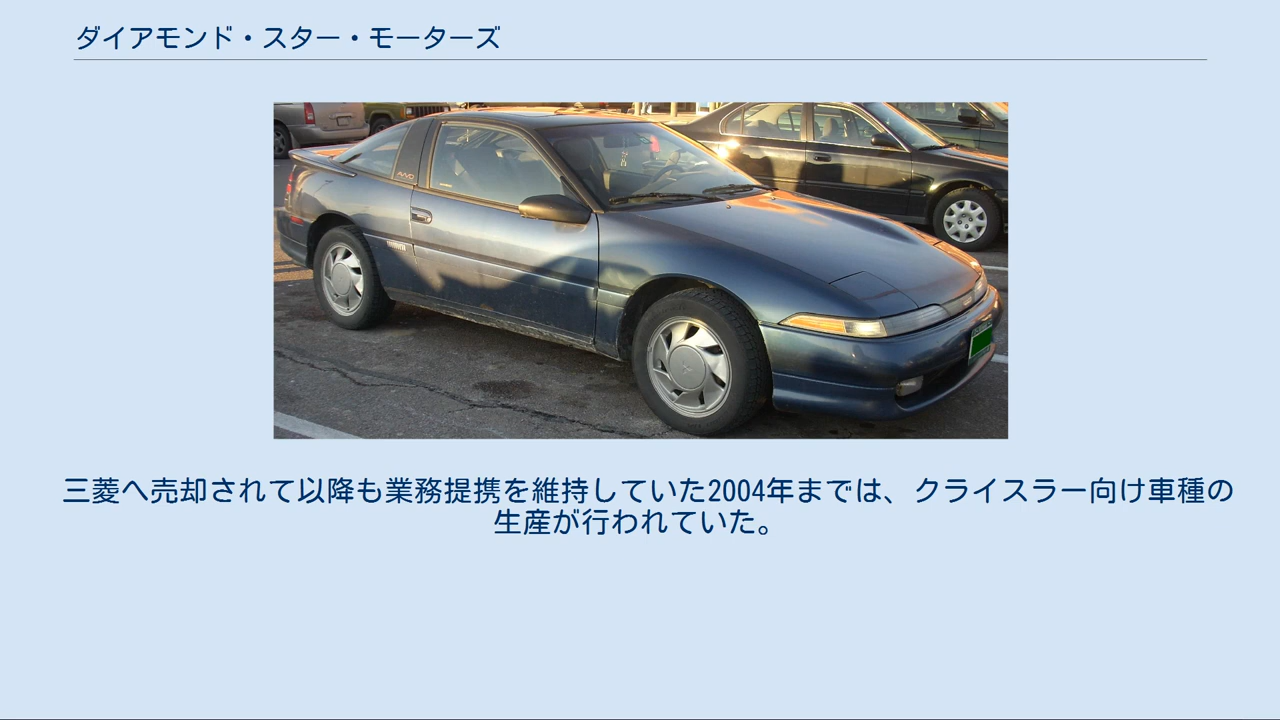 ダイアモンド・スター・モーターズ
三菱へ売却されて以降も業務提携を維持していた2004年までは、クライスラー向け車種の
生産が行われていた。